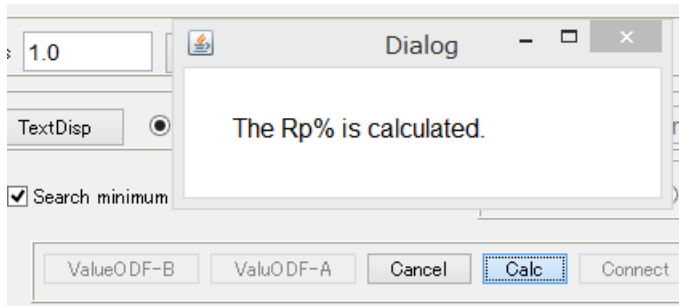 Dialog
1.0
The Rp% is calculated.
TextDisp
Search minimum
ValueODF-B ValuODF-A Cancel Calc Connect